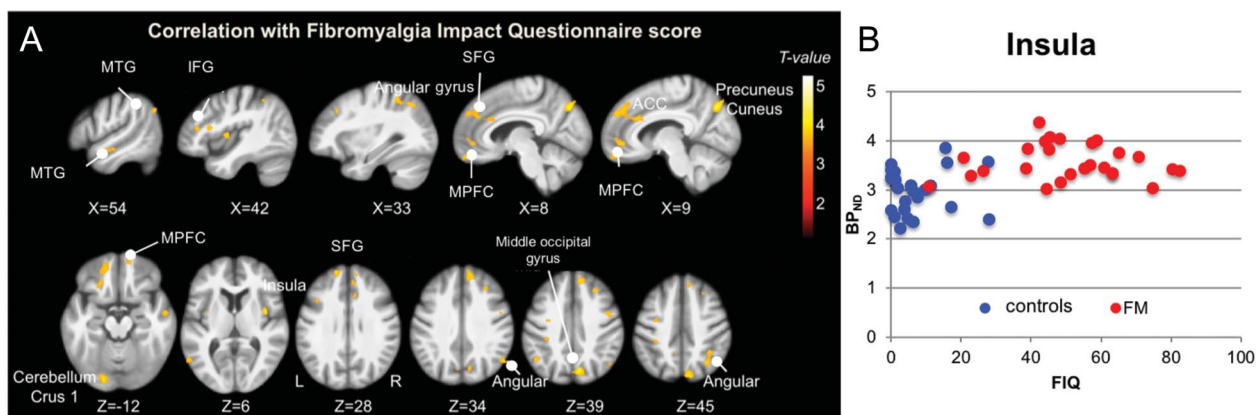 A
Correlation with Fibromyalgia Impact Questionnaire score
T-value
MTG
IFG
Angular gyrus
SFG
ACC
Precuneus
Cuneus
MTG
MPFC
MPFC
X=54
X=42
X=33
X=8
X=9
5
4
3
2
MPFC
Insula
SFG
Middle occipital
gyrus
Cerebellum
Crus 1
L
R
Angular
Angular
Z=-12
Z=6
Z=28
Z=34
Z=39
Z=45
B
Insula
BPND
5
4
3
2
1
0
controls
FM
0
20
40
60
80
100
FIQ